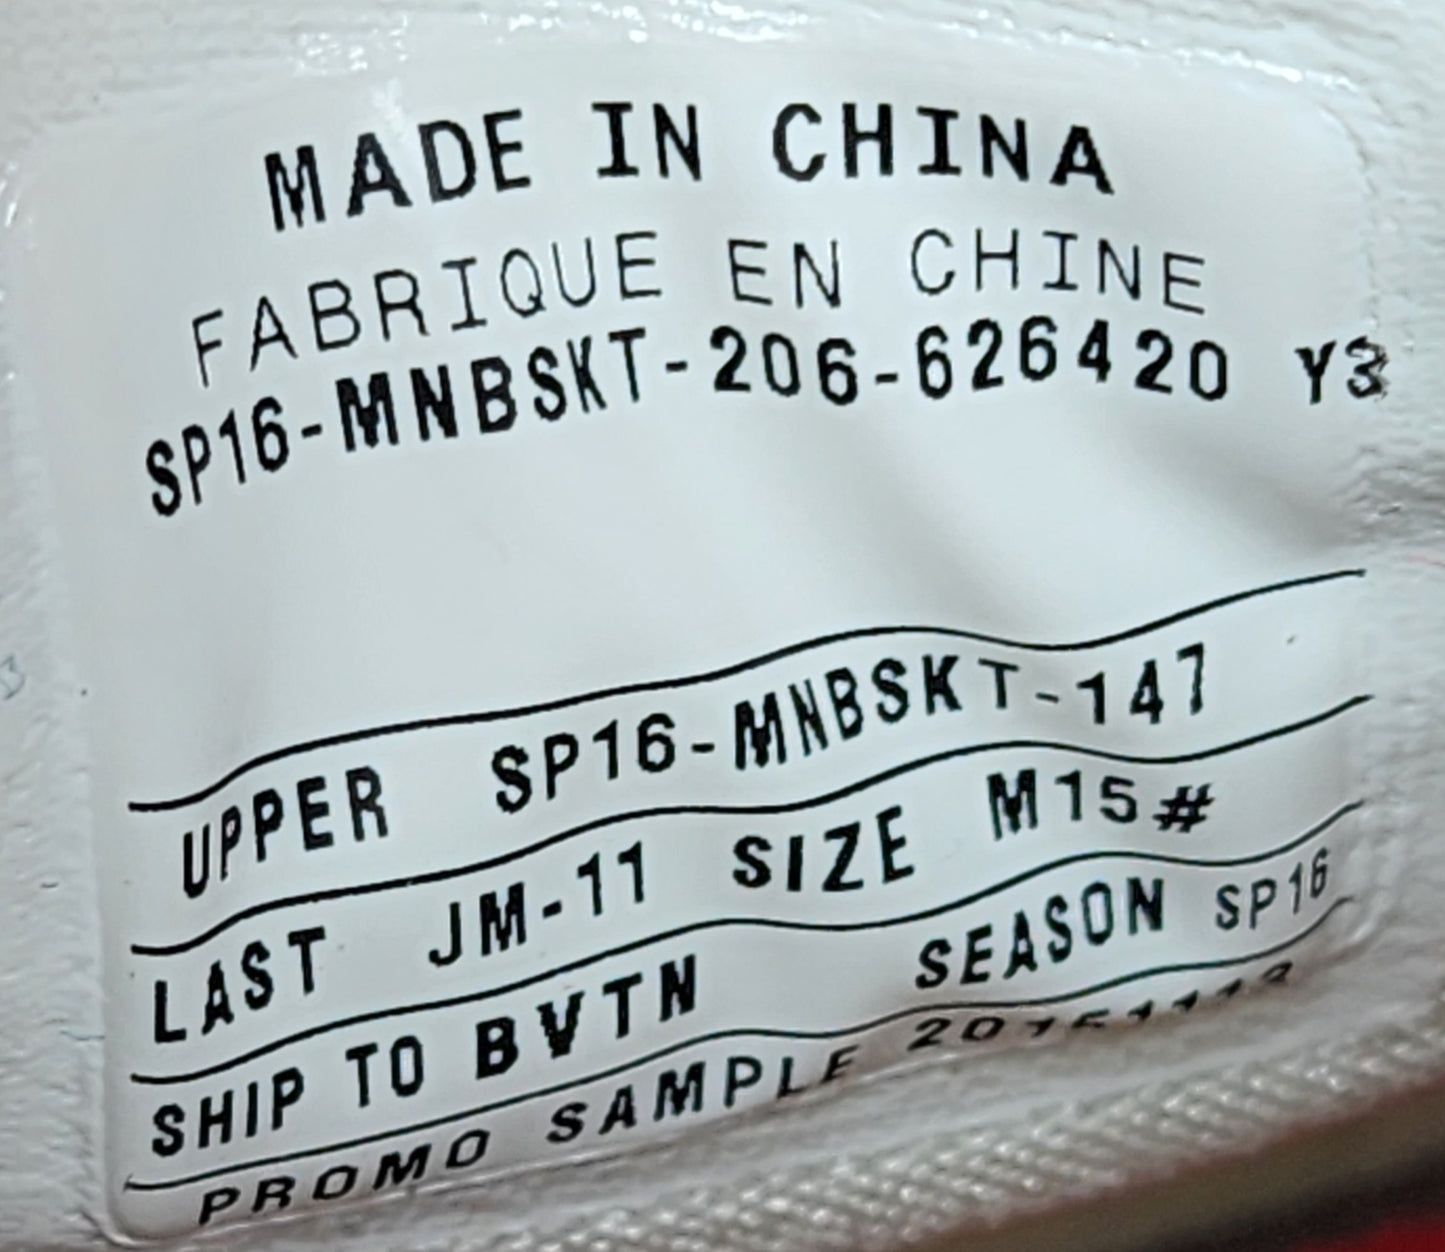 MADE IN CHINA
FABRIQUE EN CHINE
SP16-MNBSKT-206-626420 Y3
UPPER SP16-MNBSKT-147
LAST JM-11 SIZE M15#
SHIP TO BVTN SEASON SP16
PROMO SAMPLE